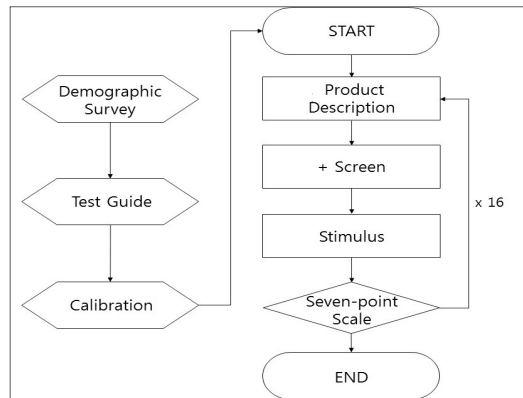 Demographic
Survey
Test Guide
Calibration
START
Product
Description
+ Screen
Stimulus
Seven-point
Scale
END
x 16